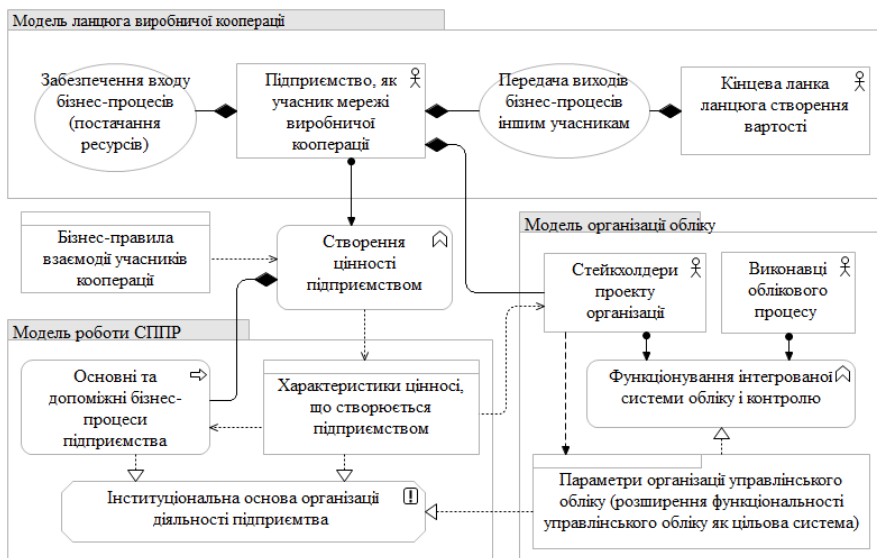 Модель ланцюга виробничої кооперації
Забезпечення входу
бізнес-процесів
(постачання
ресурсів)
Підприємство, як
учасник мережі
виробничої
кооперації
Передача виходів
бізнес-процесів
іншим учасникам
Кінцева ланка
ланцюга створення
вартості
Бізнес-правила
взаємодії учасників
кооперації
Створення
цінності
підприємством
Модель організації обліку
Стейкхолдери
проекту
організації
Виконавці
облікового
процесу
Модель роботи СППР
Основні та
допоміжні бізнес-
процеси
підприємства
Характеристики цінносі,
що створюється
підприємством
Функціонування інтегрованої
системи обліку і контролю
Інституціональна основа організації
діяльності підприємтва
Параметри організації управлінського
обліку (розширення функціональності
управлінського обліку як цільова система)